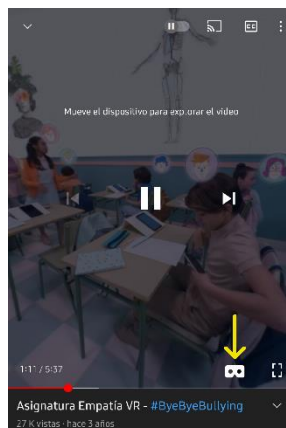 CC
Mueve el dispositivo para explorar el video
1:11 / 5:37
Asignatura Empatía VR - #ByeByeBullying
27 K vistas · hace 3 años